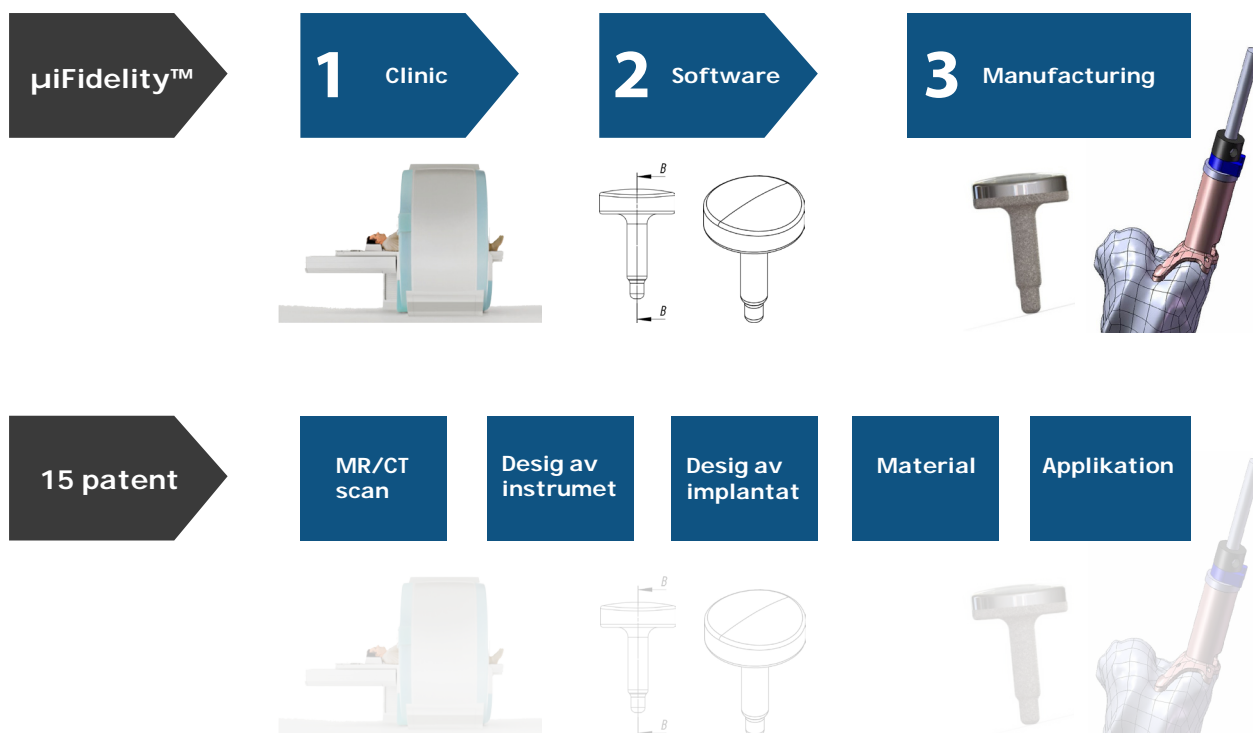 µiFidelity™
1 Clinic
2 Software
3 Manufacturing
B
B
15 patent
MR/CT
scan
Desig av
instrumet
Desig av
implantat
Material
Applikation
B
B